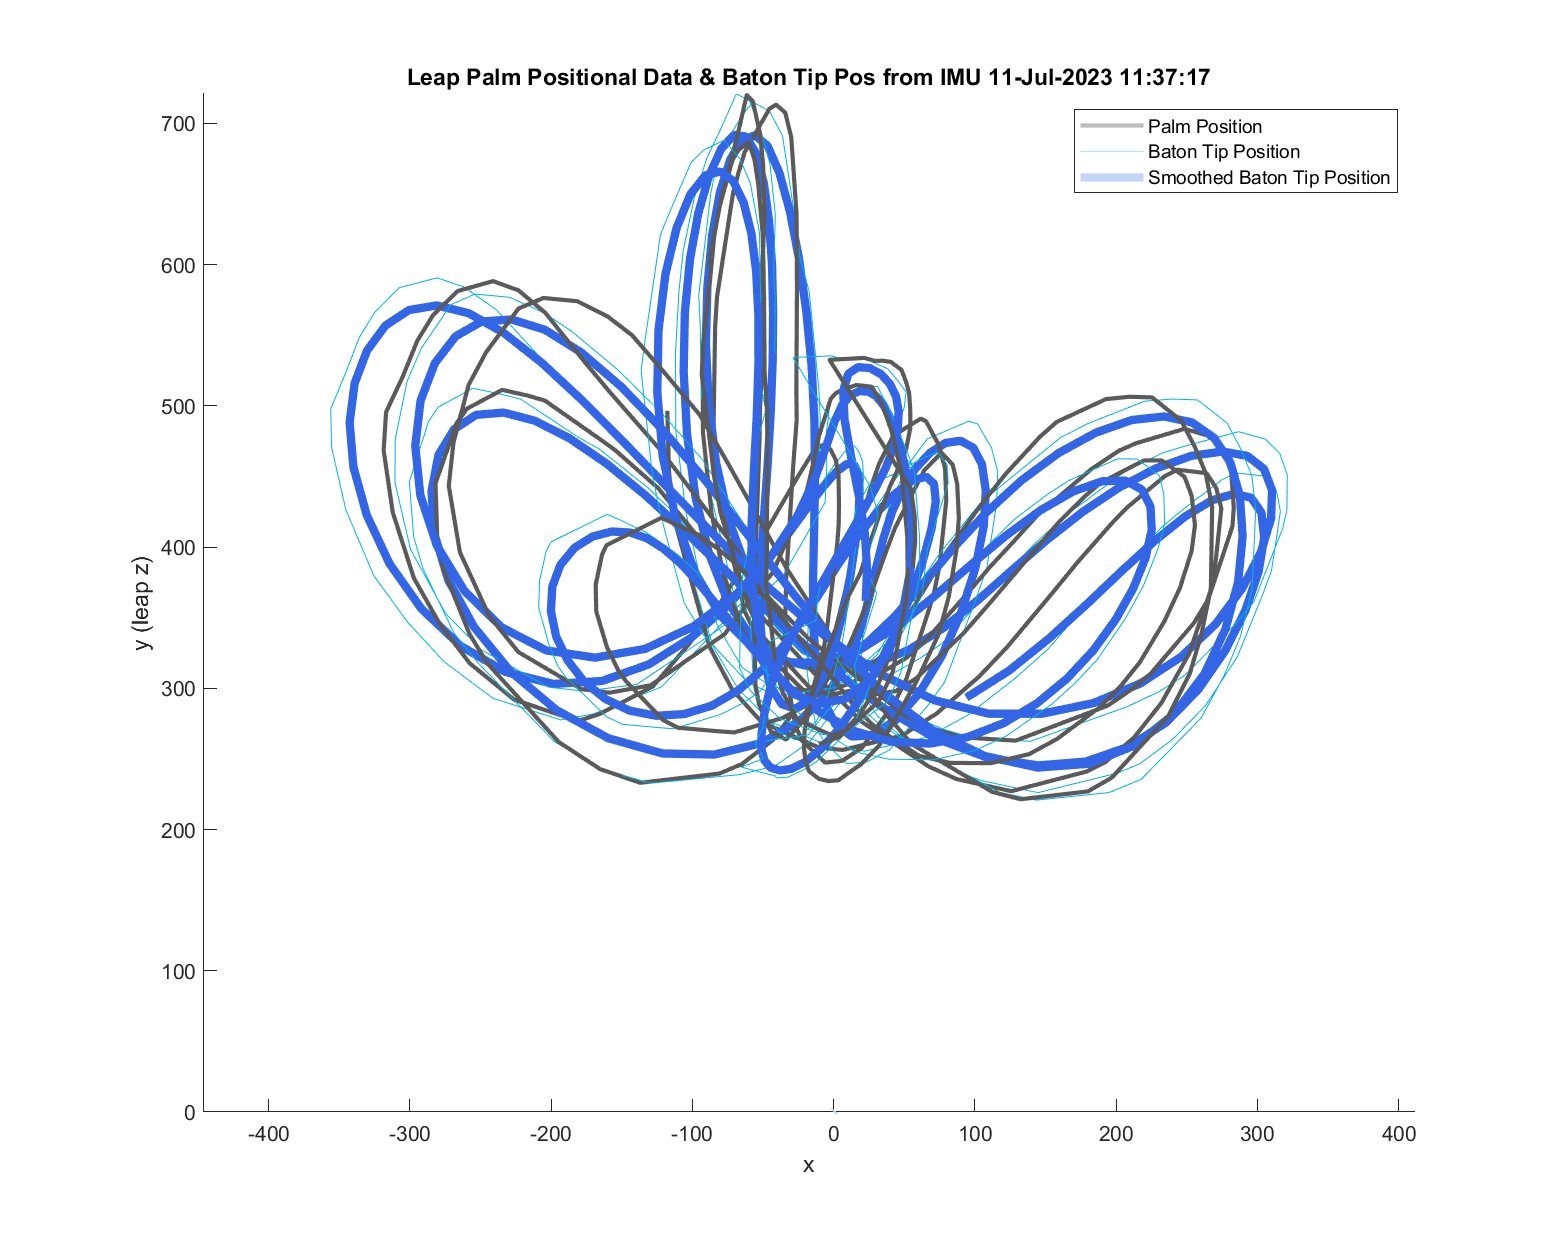 Leap Palm Positional Data & Baton Tip Pos from IMU 11-Jul-2023 11:37:17
Palm Position
Baton Tip Position
Smoothed Baton Tip Position
700
600
500
400
300
200
100
0
y (leap z)
-400 -300 -200 -100 0 100 200 300 400
x